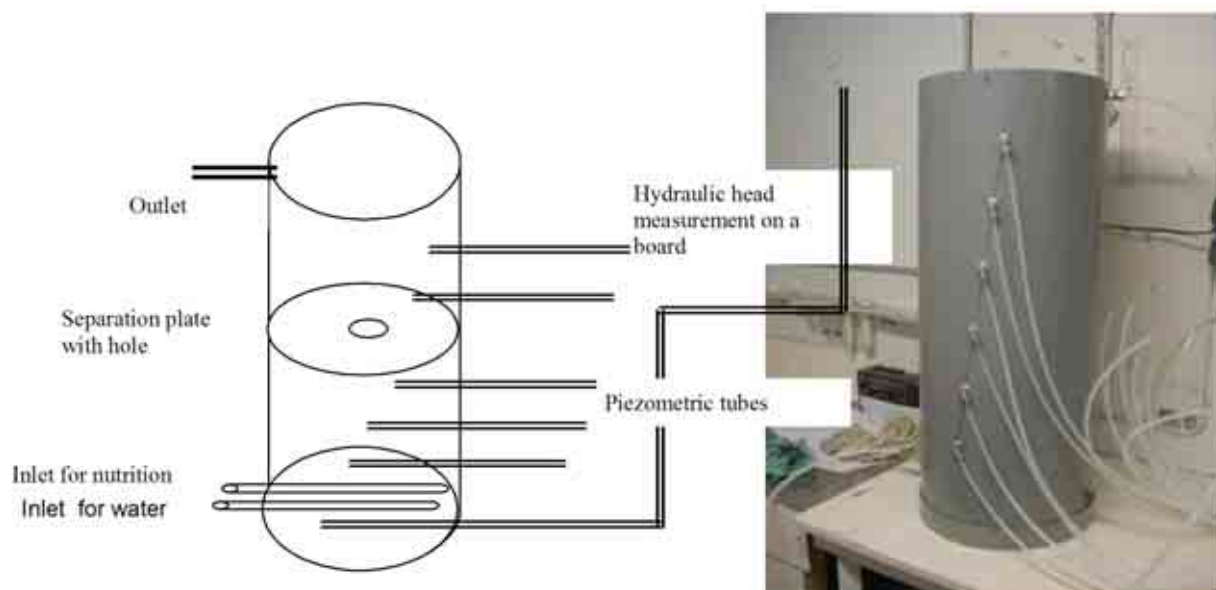 Outlet
Hydraulic head
measurement on a
board
Separation plate
with hole
Piezometric tubes
Inlet for nutrition
Inlet for water